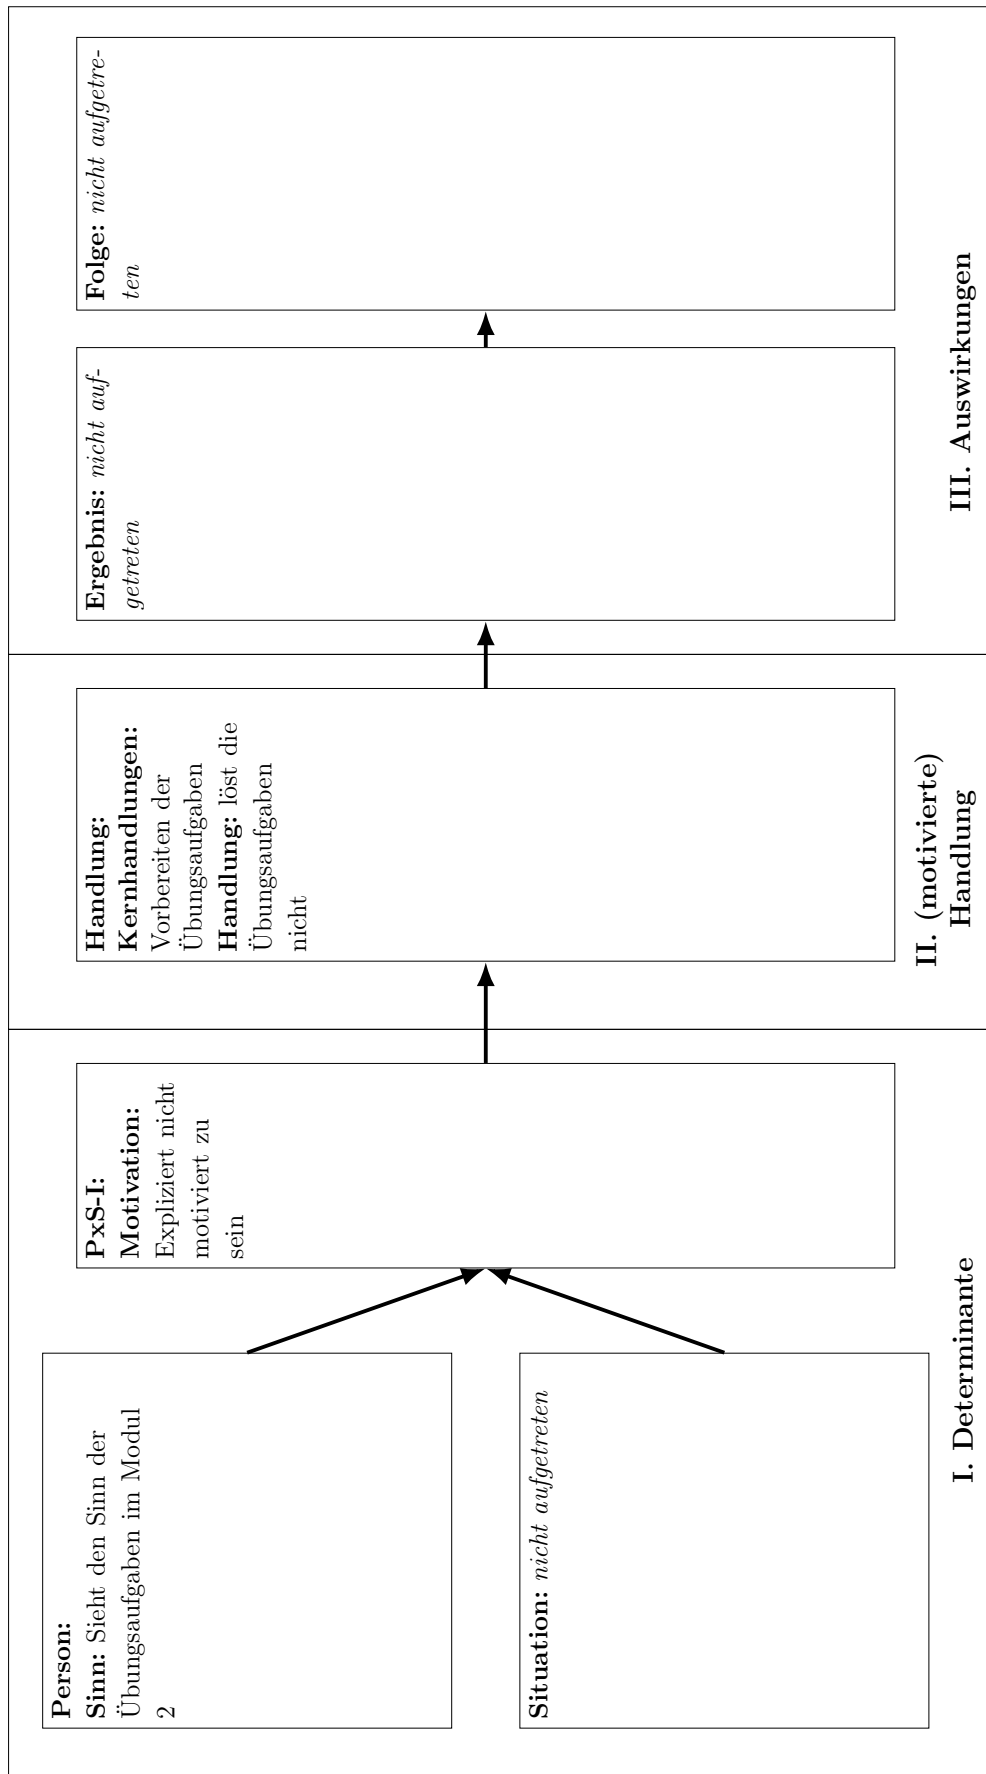 Person:
Sinn: Sieht den Sinn der
Übungsaufgaben im Modul
2
Situation: nicht aufgetreten
PxS-I:
Motivation:
Expliziert nicht
motiviert zu
sein
I. Determinante
Handlung:
Kernhandlungen:
Vorbereiten der
Übungsaufgaben
Handlung: löst die
Übungsaufgaben
nicht
II. (motivierte)
Handlung
Ergebnis: nicht auf-
getreten
Folge: nicht aufgetre-
ten
III. Auswirkungen